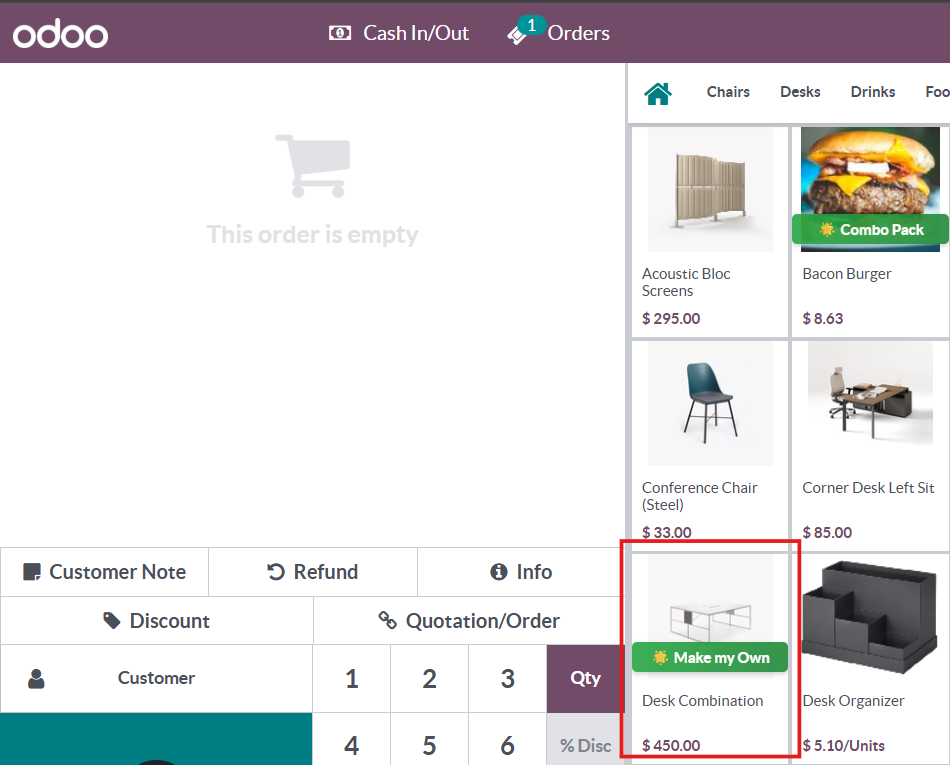 odoo
Cash In/Out
1
Orders
Chairs
Desks
Drinks
Foo
This order is empty
Acoustic Bloc
Screens
$ 295.00
Combo Pack
Bacon Burger
$ 8.63
Conference Chair
(Steel)
$ 33.00
Corner Desk Left Sit
$ 85.00
Make my Own
Desk Combination
$ 450.00
Desk Organizer
$ 5.10/Units
Customer Note
Refund
Info
Discount
Quotation/Order
Customer
1
2
3
Qty
4
5
6
% Disc